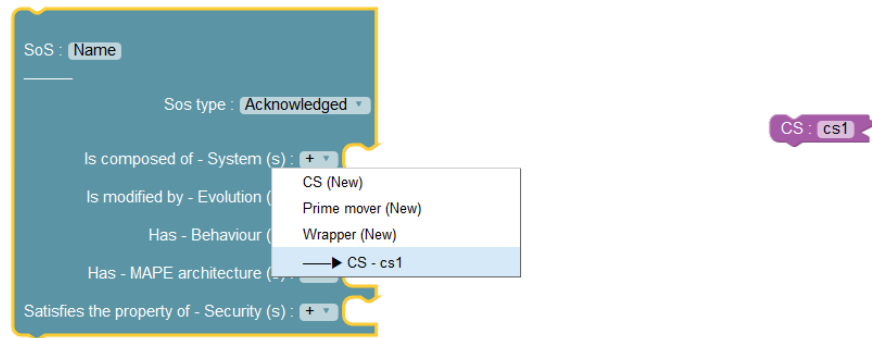 SoS : Name
Sos type : Acknowledged
CS : cs1
Is composed of - System (s) : +
CS (New)
Is modified by - Evolution (
Prime mover (New)
Has - Behaviour (
Wrapper (New)
Has - MAPE architecture (
CS - cs1
Satisfies the property of - Security (s) : +